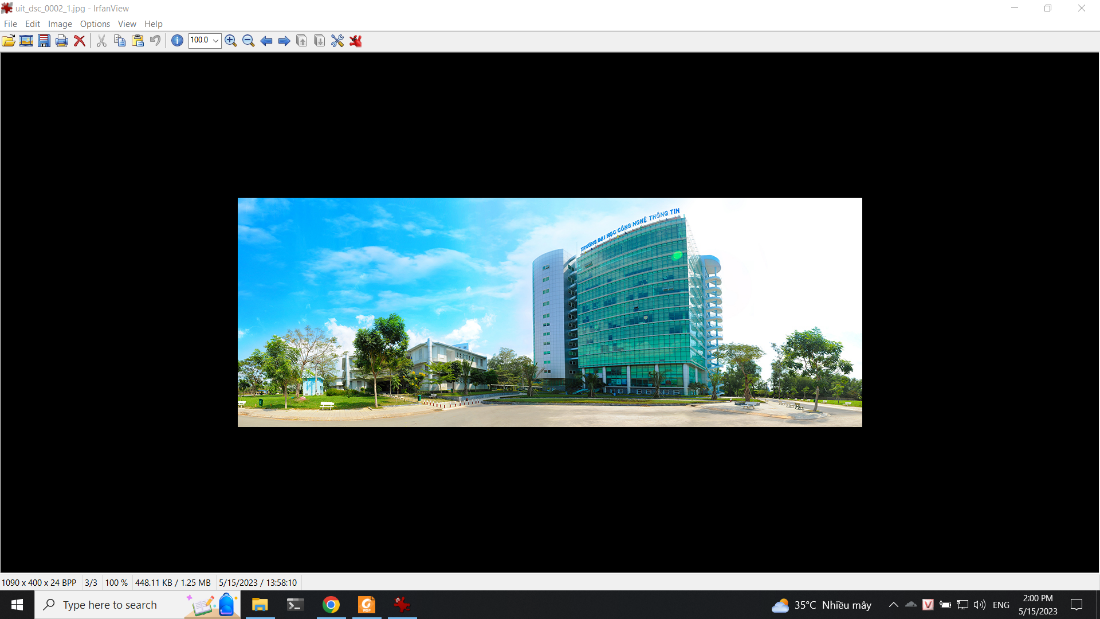 uit_dsc_0002_1.jpg - IrfanView
File Edit Image Options View Help
100.0
TRƯỜNG ĐẠI HỌC CÔNG NGHỆ THÔNG TIN
1090 x 400 x 24 BPP 3/3 100 % 448.11 KB / 1.25 MB 5/15/2023 / 13:58:10
Type here to search
35°C Nhiều mây
V
ENG
2:00 PM
5/15/2023